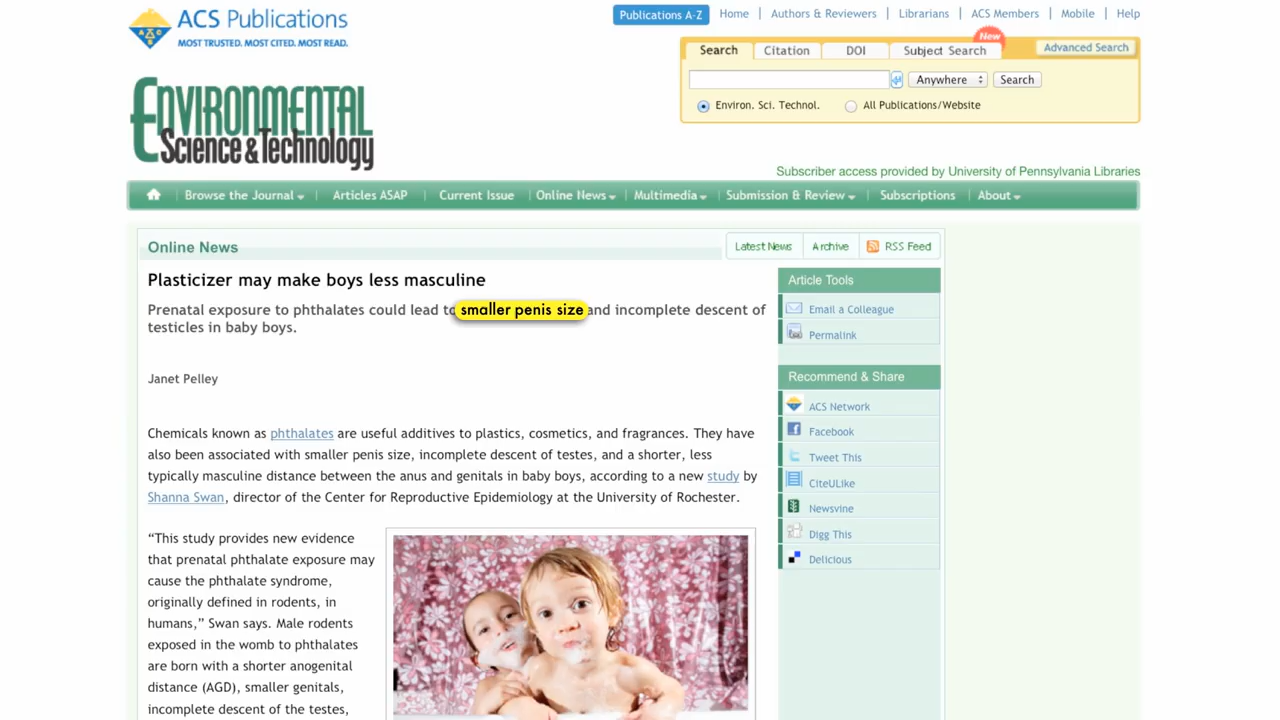 ACS Publications
MOST TRUSTED. MOST CITED. MOST READ.
Publications A-Z
Home | Authors & Reviewers | Librarians | ACS Members | Mobile | Help
New
Search Citation DOI Subject Search Advanced Search
Anywhere Search
Environ. Sci. Technol. All Publications/Website
ENVIRONMENTAL
Science & Technology
Subscriber access provided by University of Pennsylvania Libraries
Browse the Journal | Articles ASAP | Current Issue | Online News | Multimedia | Submission & Review | Subscriptions | About
Online News
Latest News Archive RSS Feed
Plasticizer may make boys less masculine
Prenatal exposure to phthalates could lead to smaller penis size and incomplete descent of
testicles in baby boys.
Janet Pelley
Chemicals known as phthalates are useful additives to plastics, cosmetics, and fragrances. They have
also been associated with smaller penis size, incomplete descent of testes, and a shorter, less
typically masculine distance between the anus and genitals in baby boys, according to a new study by
Shanna Swan, director of the Center for Reproductive Epidemiology at the University of Rochester.
“This study provides new evidence
that prenatal phthalate exposure may
cause the phthalate syndrome,
originally defined in rodents, in
humans,” Swan says. Male rodents
exposed in the womb to phthalates
are born with a shorter anogenital
distance (AGD), smaller genitals,
incomplete descent of the testes,
Article Tools
Email a Colleague
Permalink
Recommend & Share
ACS Network
Facebook
Tweet This
CiteULike
Newsvine
Digg This
Delicious